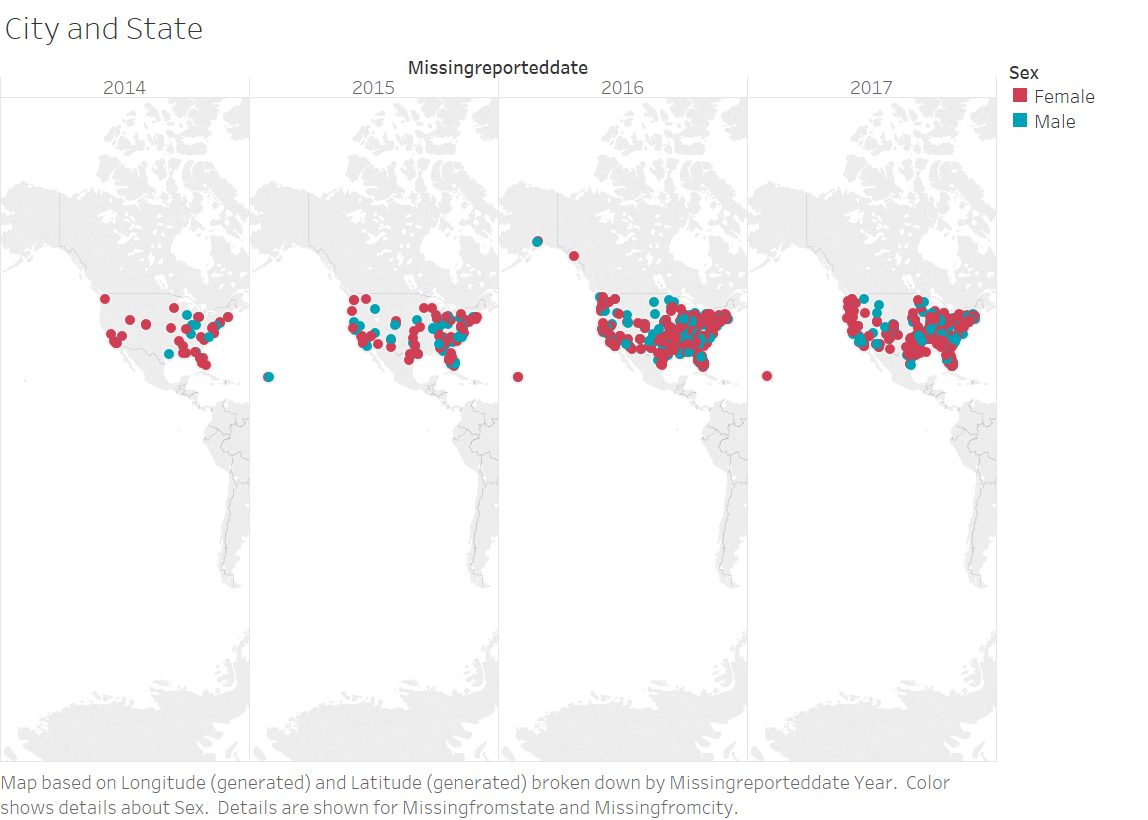 City and State
Missingreporteddate
2014
2015
2016
2017
Sex
Female
Male
Map based on Longitude (generated) and Latitude (generated) broken down by Missingreporteddate Year.  Color
shows details about Sex.  Details are shown for Missingfromstate and Missingfromcity.